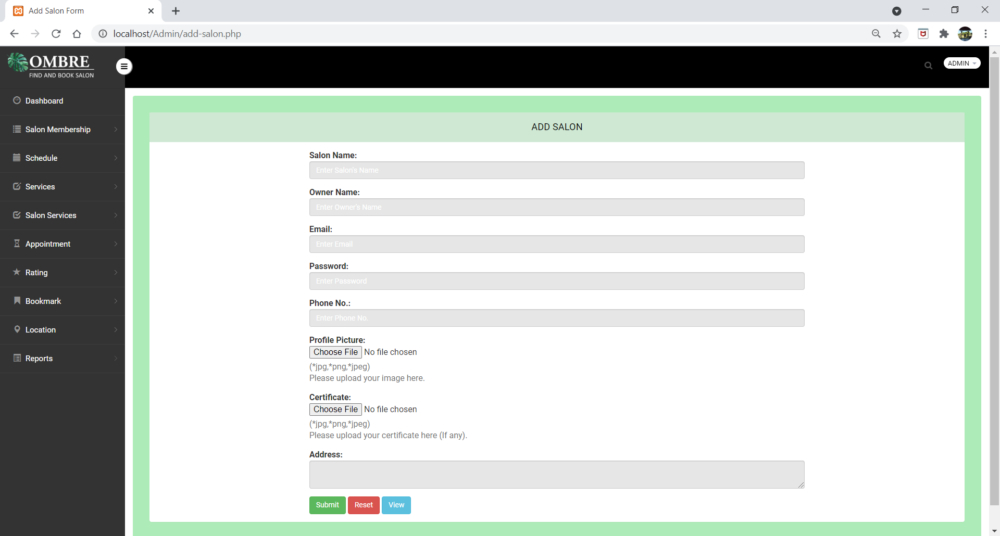 Add Salon Form
localhost/Admin/add-salon.php
OMBRE
FIND AND BOOK SALON
ADMIN
Dashboard
Salon Membership
Schedule
Services
Salon Services
Appointment
Rating
Bookmark
Location
Reports
ADD SALON
Salon Name:
Enter Salon's Name
Owner Name:
Enter Owner's Name
Email:
Enter Email
Password:
Enter Password
Phone No.:
Enter Phone No.
Profile Picture:
Choose File No file chosen
(*jpg,*png,*jpeg)
Please upload your image here.
Certificate:
Choose File No file chosen
(*jpg,*png,*jpeg)
Please upload your certificate here (If any).
Address:
Submit Reset View